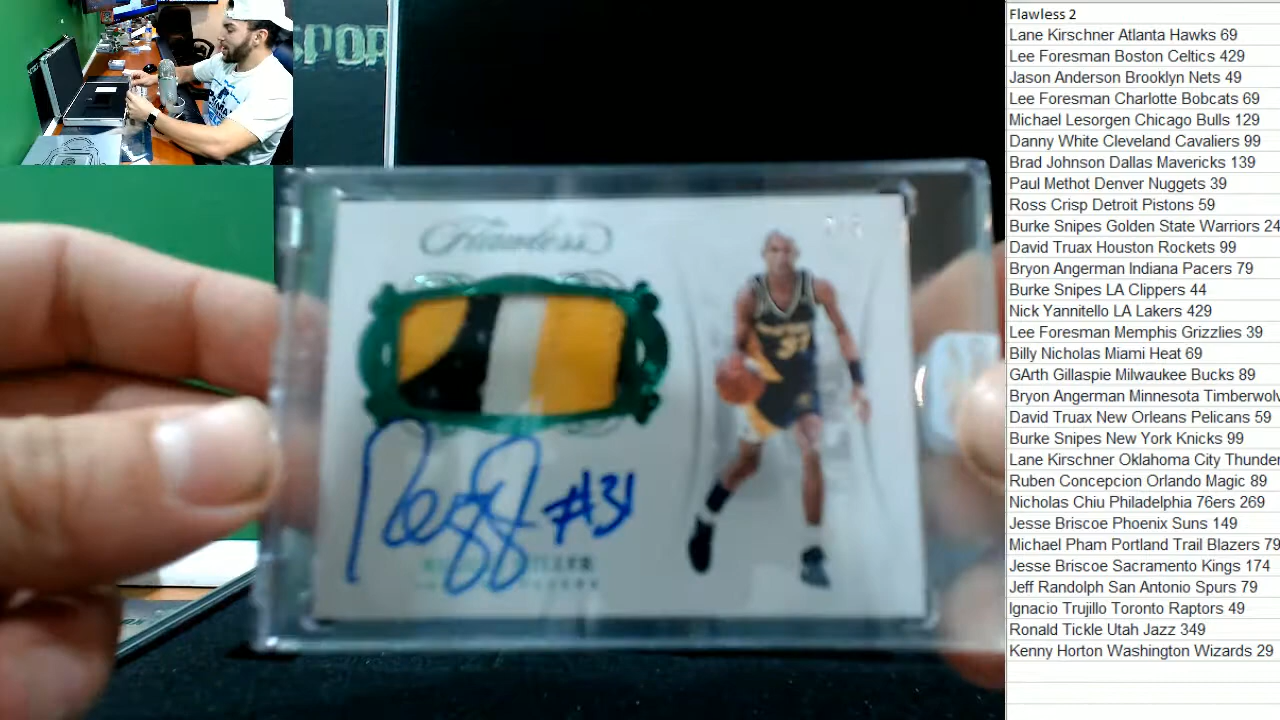 SPOR
Flawless
Reggy #31
31
Flawless 2
Lane Kirschner Atlanta Hawks 69
Lee Foresman Boston Celtics 429
Jason Anderson Brooklyn Nets 49
Lee Foresman Charlotte Bobcats 69
Michael Lesorgen Chicago Bulls 129
Danny White Cleveland Cavaliers 99
Brad Johnson Dallas Mavericks 139
Paul Methot Denver Nuggets 39
Ross Crisp Detroit Pistons 59
Burke Snipes Golden State Warriors 24
David Truax Houston Rockets 99
Bryon Angerman Indiana Pacers 79
Burke Snipes LA Clippers 44
Nick Yannitello LA Lakers 429
Lee Foresman Memphis Grizzlies 39
Billy Nicholas Miami Heat 69
GArth Gillaspie Milwaukee Bucks 89
Bryon Angerman Minnesota Timberwolv
David Truax New Orleans Pelicans 59
Burke Snipes New York Knicks 99
Lane Kirschner Oklahoma City Thunder
Ruben Concepcion Orlando Magic 89
Nicholas Chiu Philadelphia 76ers 269
Jesse Briscoe Phoenix Suns 149
Michael Pham Portland Trail Blazers 79
Jesse Briscoe Sacramento Kings 174
Jeff Randolph San Antonio Spurs 79
Ignacio Trujillo Toronto Raptors 49
Ronald Tickle Utah Jazz 349
Kenny Horton Washington Wizards 29